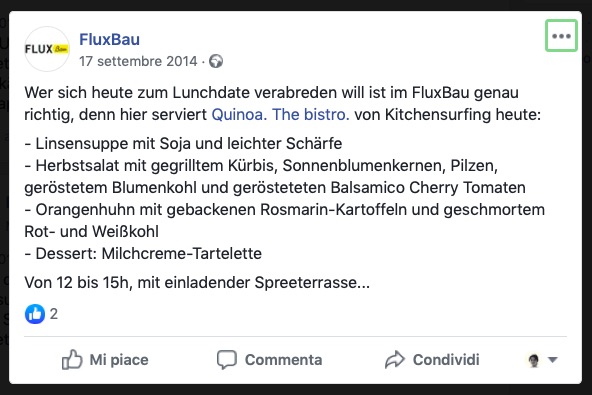 FLUX Bau
FluxBau
17 settembre 2014 ·
Wer sich heute zum Lunchdate verabreden will ist im FluxBau genau
richtig, denn hier serviert Quinoa. The bistro. von Kitchensurfing heute:
- Linsensuppe mit Soja und leichter Schärfe
- Herbstsalat mit gegrilltem Kürbis, Sonnenblumenkernen, Pilzen,
geröstetem Blumenkohl und gerösteteten Balsamico Cherry Tomaten
- Orangenhuhn mit gebackenen Rosmarin-Kartoffeln und geschmortem
Rot- und Weißkohl
- Dessert: Milchcreme-Tartelette
Von 12 bis 15h, mit einladender Spreeterrasse...
2
Mi piace Commenta Condividi